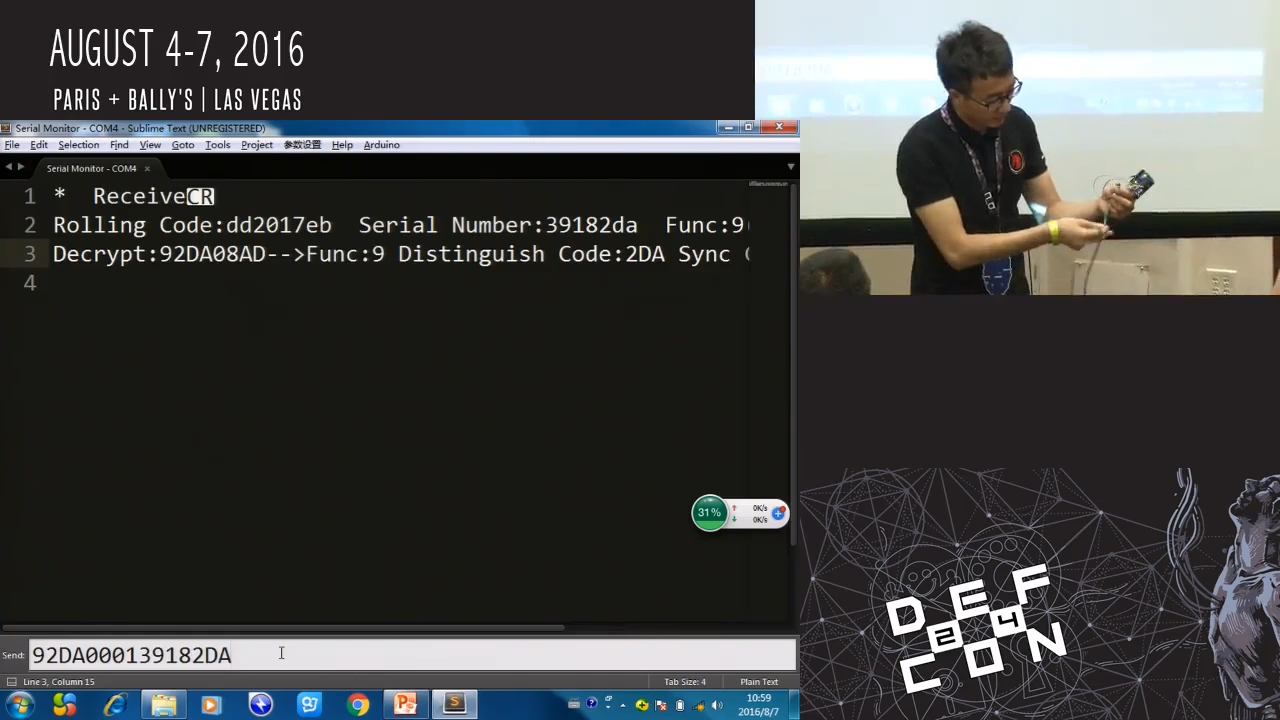 AUGUST 4-7, 2016
PARIS + BALLY'S | LAS VEGAS
Serial Monitor - COM4 - Sublime Text (UNREGISTERED)
File Edit Selection Find View Goto Tools Project 参数设置 Help Arduino
Serial Monitor - COM4 ×
1 * ReceiveCR
2 Rolling Code:dd2017eb Serial Number:39182da Func:9(
3 Decrypt:92DA08AD-->Func:9 Distinguish Code:2DA Sync
4
31% 0K/s
0K/s
Send: 92DA000139182DA
Line 3, Column 15 Tab Size: 4 Plain Text
10:59
2016/8/7
DEF
24
CON